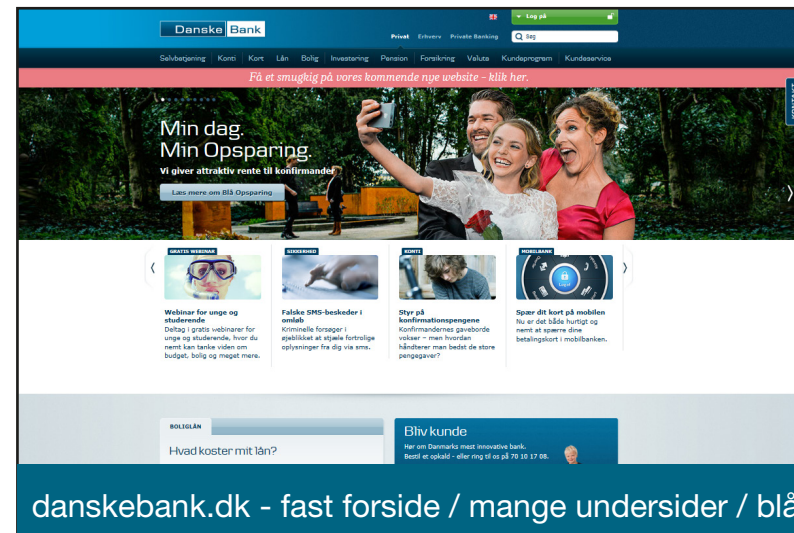 Danske Bank
Log på
Privat Erhverv Private Banking
Søg
Selvbetjening Konti Kort Lån Bolig Investering Pension Forsikring Valuta Kundeprogram Kundeservice
Få et smugkig på vores kommende nye website - klik her.
KONTAKT
Min dag.
Min Opsparing.
Vi giver attraktiv rente til konfirmander
Læs mere om Blå Opsparing
GRATIS WEBINAR
Webinar for unge og
studerende
Deltag i gratis webinarer for
unge og studerende, hvor du
nemt kan tanke viden om
budget, bolig og meget mere.
SIKKERHED
Falske SMS-beskeder i
omløb
Kriminelle forsøger i
øjeblikket at stjæle fortrolige
oplysninger fra dig via sms.
KONTI
Styr på
konfirmationspengene
Konfirmandernes gaveborde
vokser - men hvordan
håndterer man bedst de store
pengegaver?
MOBILBANK
Log af
Spær dit kort på mobilen
Nu er det både hurtigt og
nemt at spærre dine
betalingskort i mobilbanken.
BOLIGLÅN
Hvad koster mit lån?
Bliv kunde
Hør om Danmarks mest innovative bank.
Bestil et opkald - eller ring til os på 70 10 17 08.
danskebank.dk - fast forside / mange undersider / blå